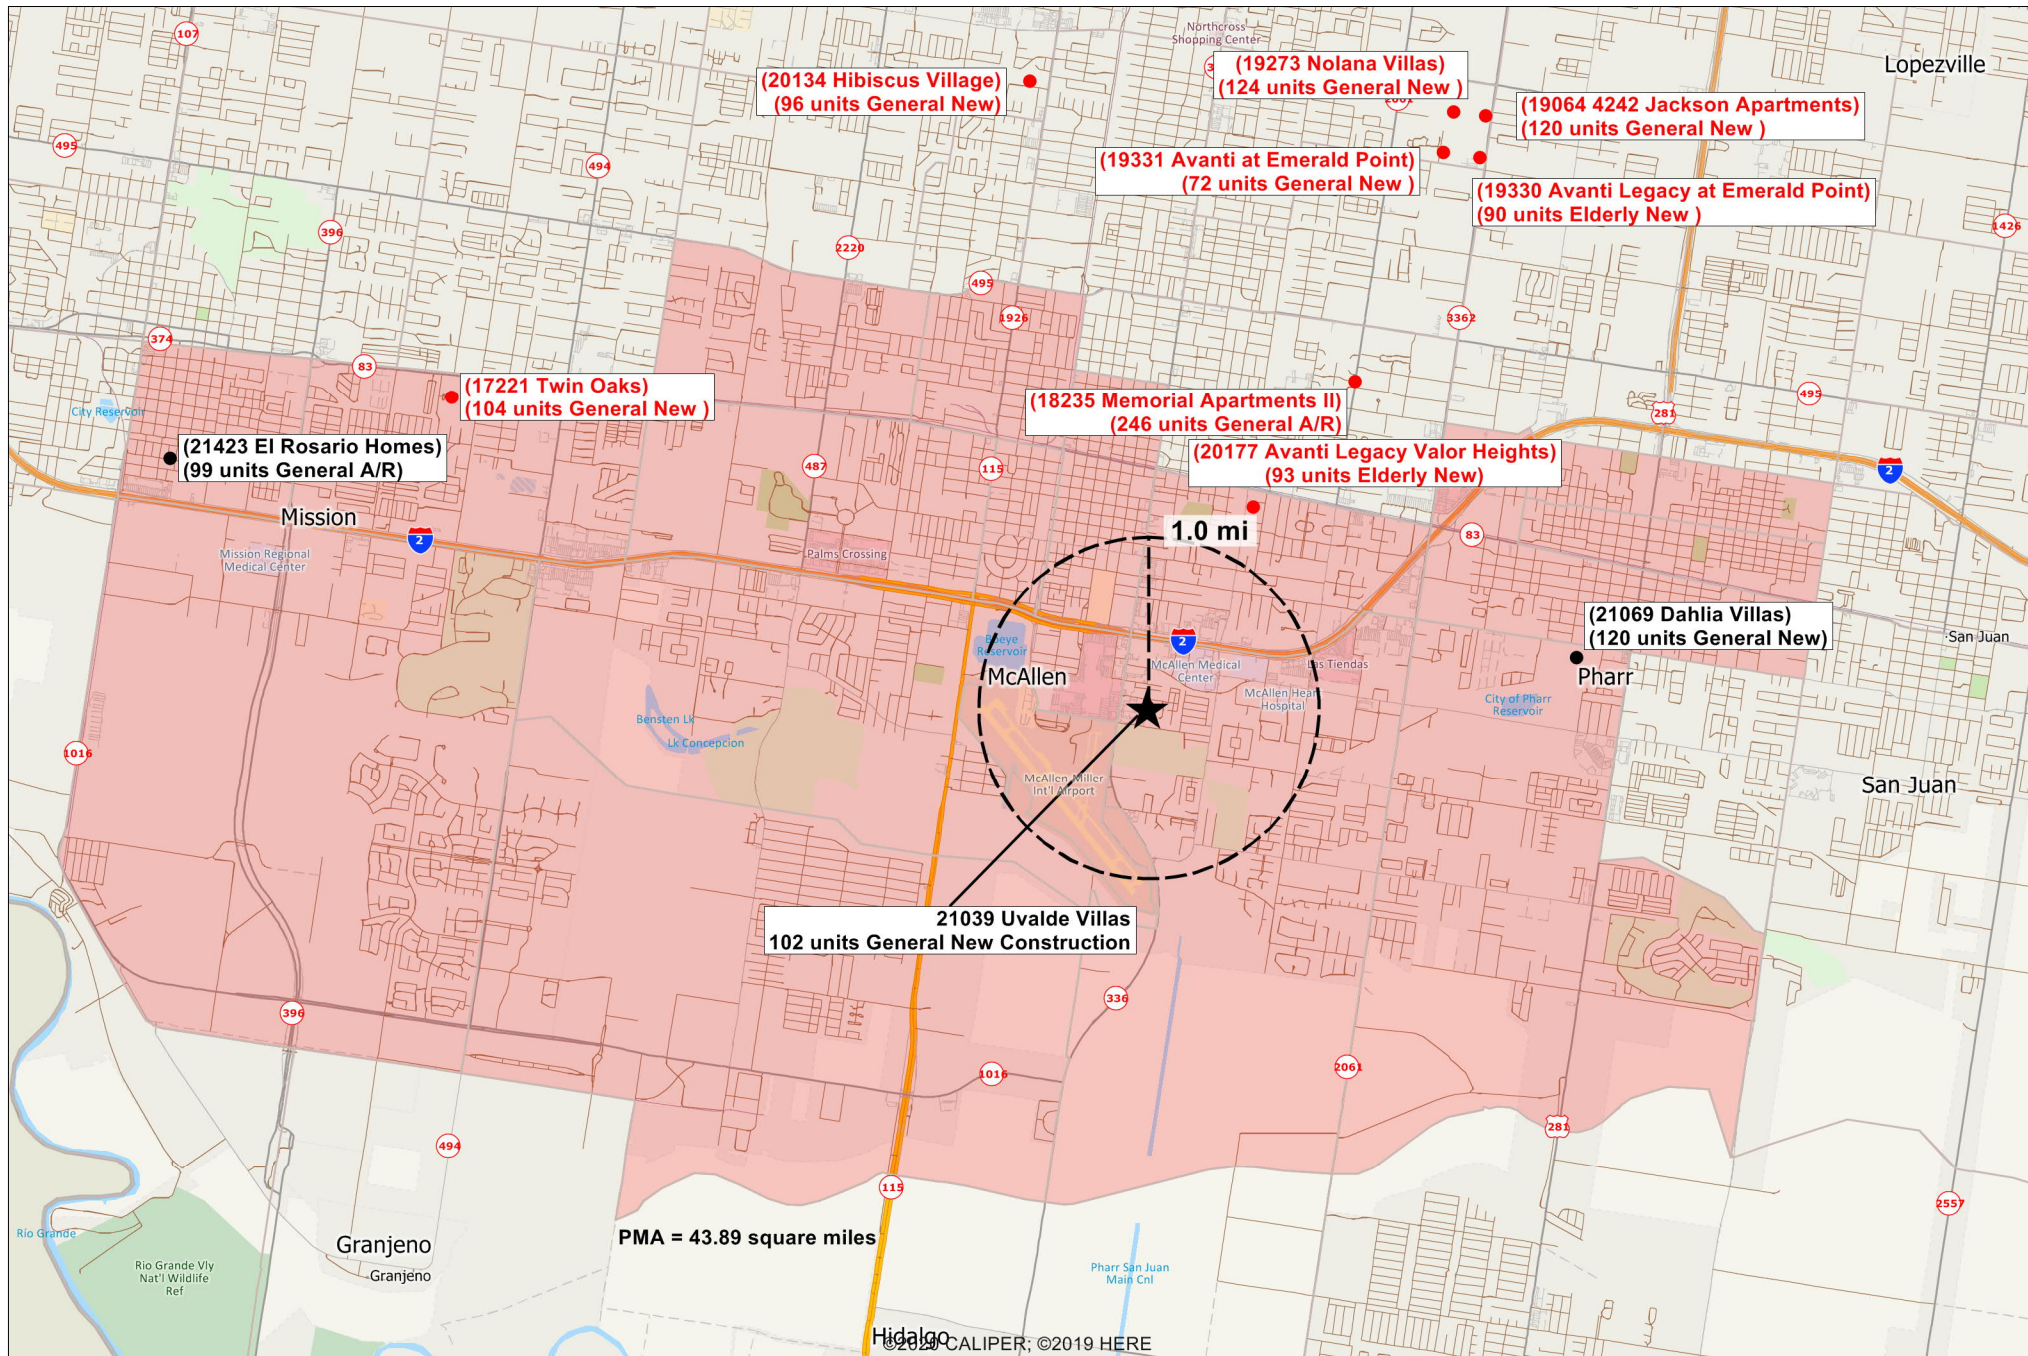 107
Northcross
Shopping Center
Lopezville
(20134 Hibiscus Village)
(96 units General New)
(19273 Nolana Villas)
(124 units General New )
(19064 4242 Jackson Apartments)
(120 units General New )
495
494
(19331 Avanti at Emerald Point)
(72 units General New )
(19330 Avanti Legacy at Emerald Point)
(90 units Elderly New )
396
2220
1426
495
1926
3362
374
83
(17221 Twin Oaks)
(104 units General New )
(18235 Memorial Apartments II)
(246 units General A/R)
495
281
City Reservoir
(21423 El Rosario Homes)
(99 units General A/R)
487
115
(20177 Avanti Legacy Valor Heights)
(93 units Elderly New)
2
Mission
2
Mission Regional
Medical Center
Palms Crossing
1.0 mi
83
(21069 Dahlia Villas)
(120 units General New)
San Juan
Boeye
Reservoir
2
McAllen
McAllen Medical
Center
Las Tiendas
McAllen Heart
Hospital
Pharr
City of Pharr
Reservoir
Bensten Lk
Lk Concepcion
1016
McAllen-Miller
Int'l Airport
San Juan
21039 Uvalde Villas
102 units General New Construction
396
336
1016
2061
494
281
115
2557
Rio Grande
PMA = 43.89 square miles
Granjeno
Granjeno
Rio Grande Vly
Nat'l Wildlife
Ref
Pharr San Juan
Main Cnl
Hidalgo
©2020 CALIPER; ©2019 HERE